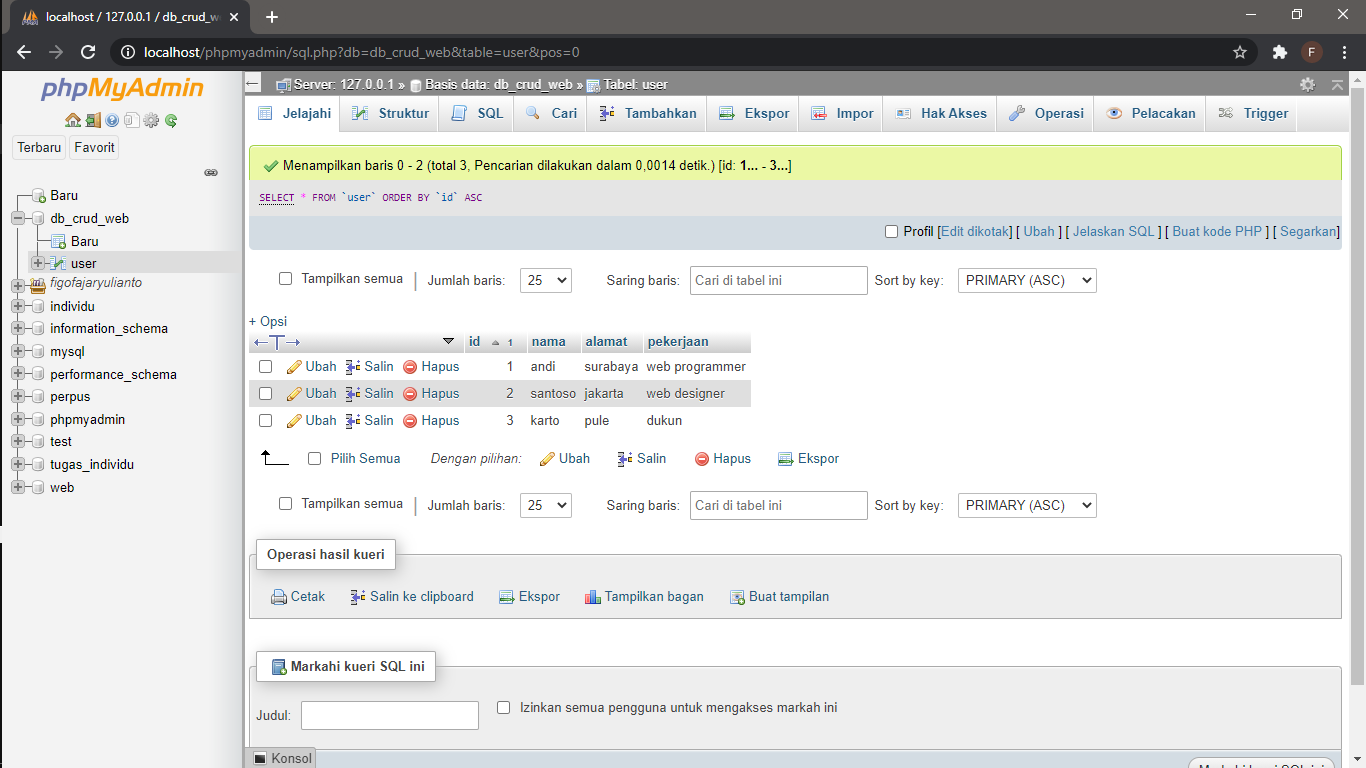 localhost / 127.0.0.1 / db_crud_w
localhost/phpmyadmin/sql.php?db=db_crud_web&table=user&pos=0
F
phpMyAdmin
Terbaru Favorit
Baru
db_crud_web
Baru
user
figofajaryulianto
individu
information_schema
mysql
performance_schema
perpus
phpmyadmin
test
tugas_individu
web
Server: 127.0.0.1 » Basis data: db_crud_web » Tabel: user
Jelajahi Struktur SQL Cari Tambahkan Ekspor Impor Hak Akses Operasi Pelacakan Trigger
Menampilkan baris 0 - 2 (total 3, Pencarian dilakukan dalam 0,0014 detik.) [id: 1... - 3...]
SELECT * FROM `user` ORDER BY `id` ASC
Profil [Edit dikotak] [ Ubah ] [ Jelaskan SQL ] [ Buat kode PHP ] [ Segarkan]
Tampilkan semua | Jumlah baris: 25 Saring baris: Cari di tabel ini Sort by key: PRIMARY (ASC)
+ Opsi
←T→ id 1 nama alamat pekerjaan
Ubah Salin Hapus 1 andi surabaya web programmer
Ubah Salin Hapus 2 santoso jakarta web designer
Ubah Salin Hapus 3 karto pule dukun
Pilih Semua Dengan pilihan: Ubah Salin Hapus Ekspor
Tampilkan semua | Jumlah baris: 25 Saring baris: Cari di tabel ini Sort by key: PRIMARY (ASC)
Operasi hasil kueri
Cetak Salin ke clipboard Ekspor Tampilkan bagan Buat tampilan
Markahi kueri SQL ini
Judul: Izinkan semua pengguna untuk mengakses markah ini
Konsol
Markahi kueri SQL ini